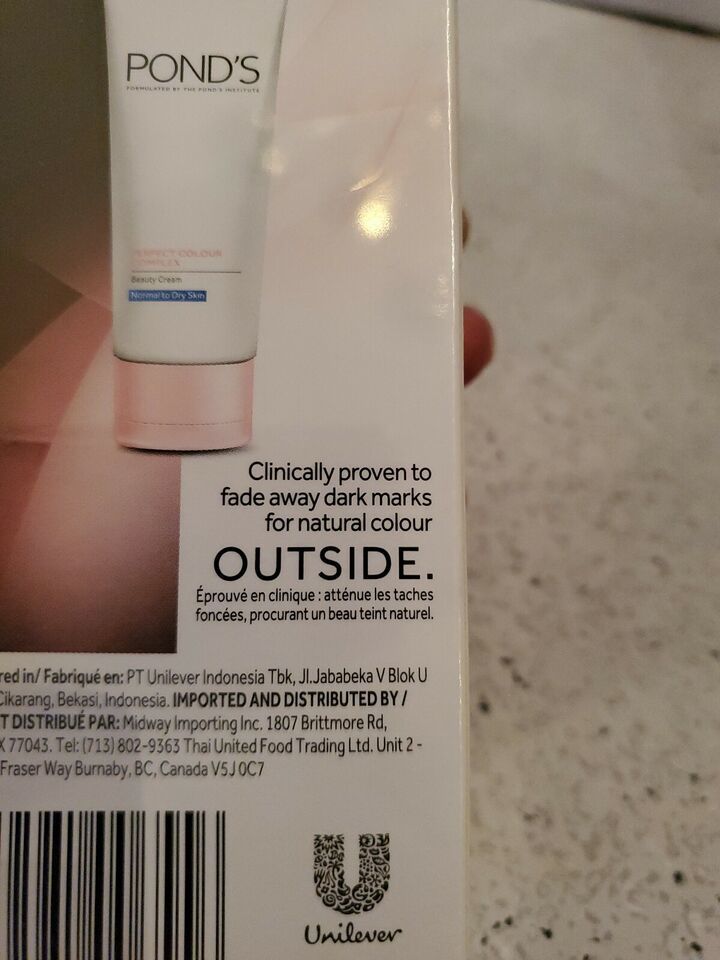 POND'S
FORMULATED BY THE POND'S INSTITUTE
PERFECT COLOUR
COMPLEX
Beauty Cream
Normal to Dry Skin
Clinically proven to
fade away dark marks
for natural colour
OUTSIDE.
Éprouvé en clinique : atténue les taches
foncées, procurant un beau teint naturel.
red in/ Fabriqué en: PT Unilever Indonesia Tbk, Jl.Jababeka V Blok U
Cikarang, Bekasi, Indonesia. IMPORTED AND DISTRIBUTED BY /
T DISTRIBUÉ PAR: Midway Importing Inc. 1807 Brittmore Rd,
X 77043. Tel: (713) 802-9363 Thai United Food Trading Ltd. Unit 2 -
Fraser Way Burnaby, BC, Canada V5J 0C7
Unilever